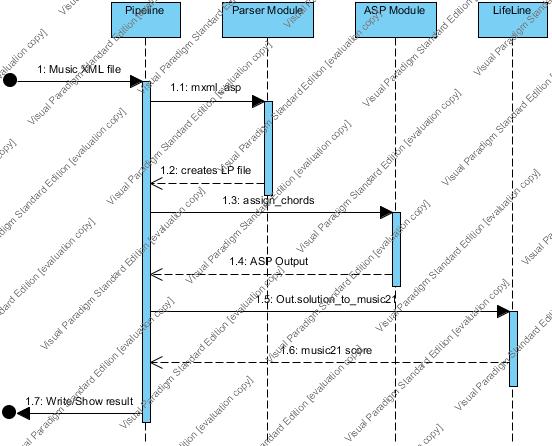 Pipeline
Parser Module
ASP Module
LifeLine
1: Music XML file
1.1: mxml_asp
1.2: creates LP file
1.3: assign_chords
1.4: ASP Output
1.5: Out.solution_to_music21
1.6: music21 score
1.7: Write/Show result
Visual Paradigm Standard Edition [evaluation copy]